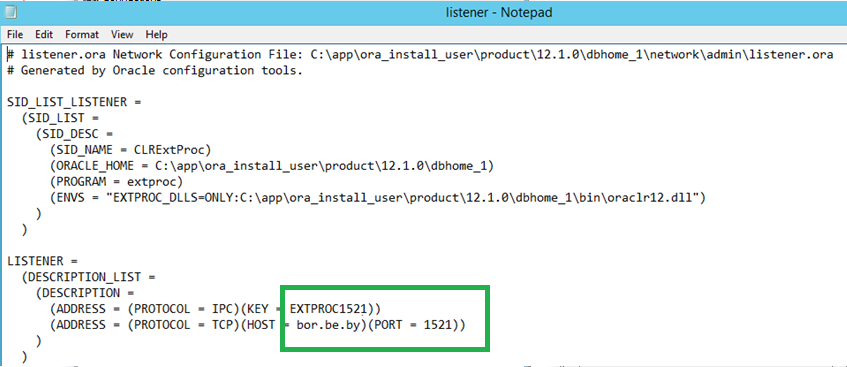 listener - Notepad
File Edit Format View Help
# listener.ora Network Configuration File: C:\app\ora_install_user\product\12.1.0\dbhome_1\network\admin\listener.ora
# Generated by Oracle configuration tools.
SID_LIST_LISTENER =
(SID_LIST =
(SID_DESC =
(SID_NAME = CLRExtProc)
(ORACLE_HOME = C:\app\ora_install_user\product\12.1.0\dbhome_1)
(PROGRAM = extproc)
(ENVS = "EXTPROC_DLLS=ONLY:C:\app\ora_install_user\product\12.1.0\dbhome_1\bin\oraclr12.dll")
)
)
LISTENER =
(DESCRIPTION_LIST =
(DESCRIPTION =
(ADDRESS = (PROTOCOL = IPC)(KEY = EXTPROC1521))
(ADDRESS = (PROTOCOL = TCP)(HOST = bor.be.by)(PORT = 1521))
)
)